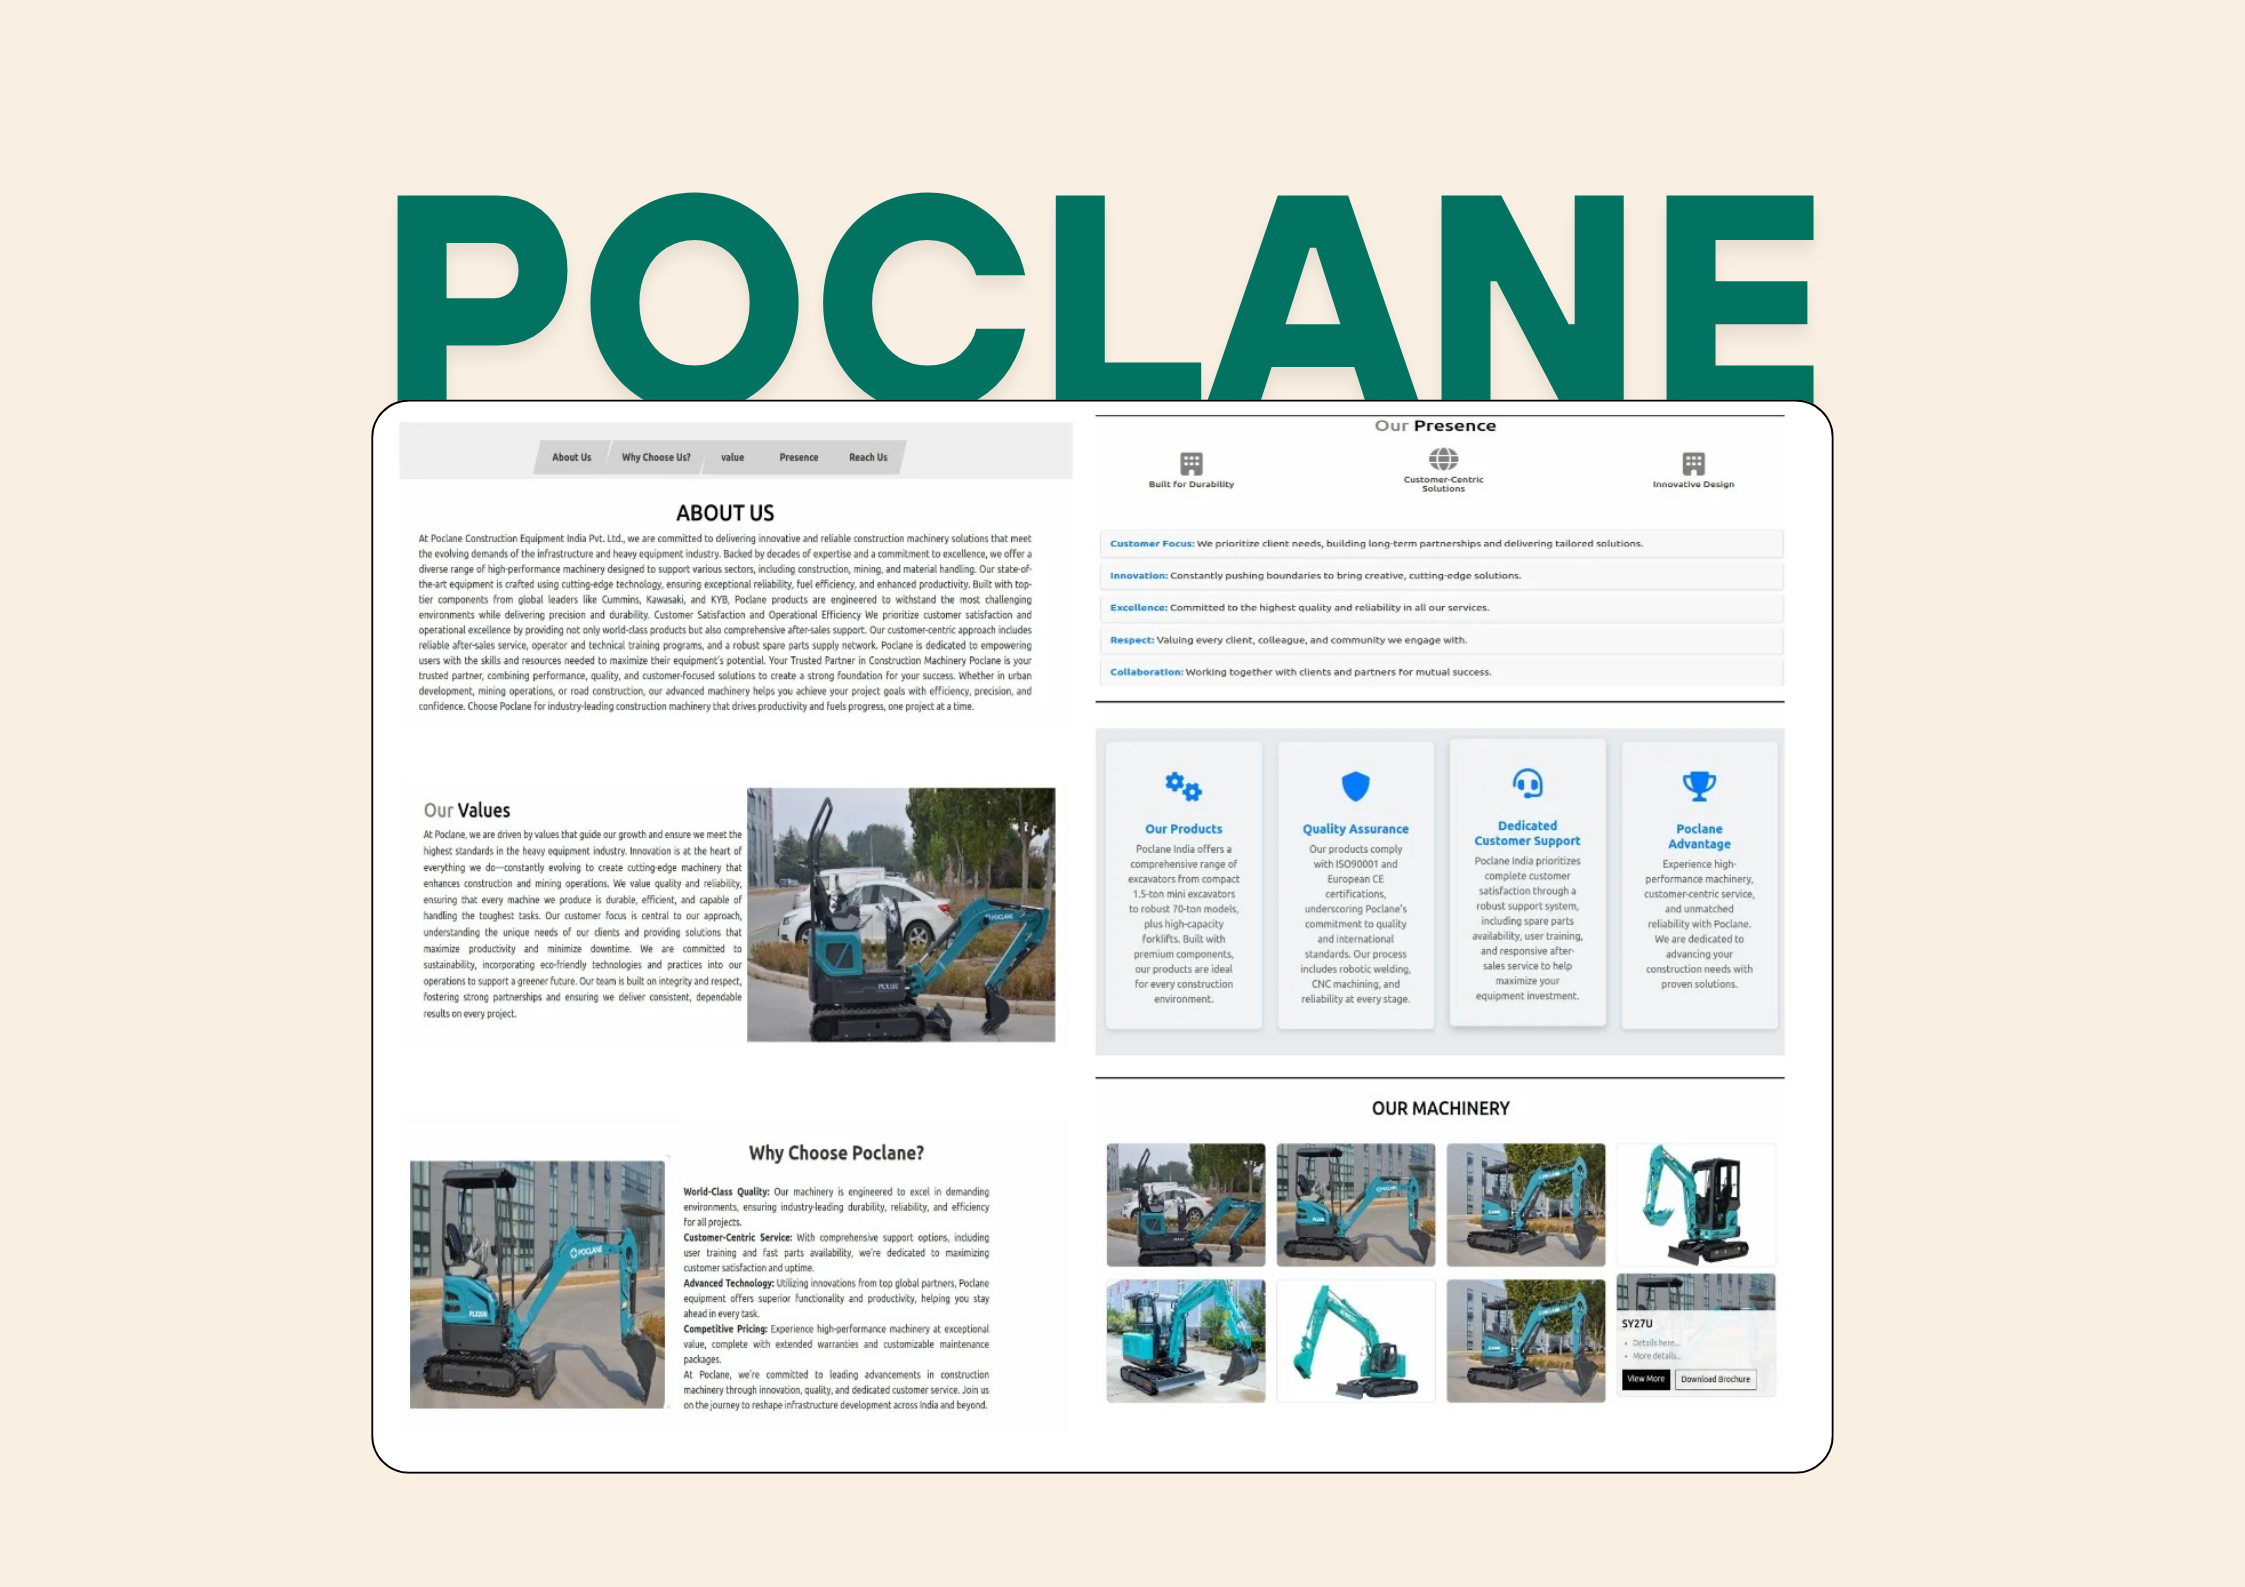 POCLANE
About Us
Why Choose Us?
value
Presence
Reach Us
ABOUT US
At Poclane Construction Equipment India Pvt. Ltd., we are committed to delivering innovative and reliable construction machinery solutions that meet
the evolving demands of the infrastructure and heavy equipment industry. Backed by decades of expertise and a commitment to excellence, we offer a
diverse range of high-performance machinery designed to support various sectors, including construction, mining, and material handling. Our state-of-
the-art equipment is crafted using cutting-edge technology, ensuring exceptional reliability, fuel efficiency, and enhanced productivity. Built with top-
tier components from global leaders like Cummins, Kawasaki, and KYB, Poclane products are engineered to withstand the most challenging
environments while delivering precision and durability. Customer Satisfaction and Operational Efficiency We prioritize customer satisfaction and
operational excellence by providing not only world-class products but also comprehensive after-sales support. Our customer-centric approach includes
reliable after-sales service, operator and technical training programs, and a robust spare parts supply network. Poclane is dedicated to empowering
users with the skills and resources needed to maximize their equipment's potential. Your Trusted Partner in Construction Machinery Poclane is your
trusted partner, combining performance, quality, and customer-focused solutions to create a strong foundation for your success. Whether in urban
development, mining operations, or road construction, our advanced machinery helps you achieve your project goals with efficiency, precision, and
confidence. Choose Poclane for industry-leading construction machinery that drives productivity and fuels progress, one project at a time.
Our Values
At Poclane, we are driven by values that guide our growth and ensure we meet the
highest standards in the heavy equipment industry. Innovation is at the heart of
everything we do—constantly evolving to create cutting-edge machinery that
enhances construction and mining operations. We value quality and reliability,
ensuring that every machine we produce is durable, efficient, and capable of
handling the toughest tasks. Our customer focus is central to our approach,
understanding the unique needs of our clients and providing solutions that
maximize productivity and minimize downtime. We are committed to
sustainability, incorporating eco-friendly technologies and practices into our
operations to support a greener future. Our team is built on integrity and respect,
fostering strong partnerships and ensuring we deliver consistent, dependable
results on every project.
POCLANE
Why Choose Poclane?
World-Class Quality: Our machinery is engineered to excel in demanding
environments, ensuring industry-leading durability, reliability, and efficiency
for all projects.
Customer-Centric Service: With comprehensive support options, including
user training and fast parts availability, we're dedicated to maximizing
customer satisfaction and uptime.
Advanced Technology: Utilizing innovations from top global partners, Poclane
equipment offers superior functionality and productivity, helping you stay
ahead in every task.
Competitive Pricing: Experience high-performance machinery at exceptional
value, complete with extended warranties and customizable maintenance
packages.
At Poclane, we're committed to leading advancements in construction
machinery through innovation, quality, and dedicated customer service. Join us
on the journey to reshape infrastructure development across India and beyond.
POCLANE
Our Presence
Built for Durability
Customer-Centric
Solutions
Innovative Design
Customer Focus: We prioritize client needs, building long-term partnerships and delivering tailored solutions.
Innovation: Constantly pushing boundaries to bring creative, cutting-edge solutions.
Excellence: Committed to the highest quality and reliability in all our services.
Respect: Valuing every client, colleague, and community we engage with.
Collaboration: Working together with clients and partners for mutual success.
Our Products
Poclane India offers a
comprehensive range of
excavators from compact
1.5-ton mini excavators
to robust 70-ton models,
plus high-capacity
forklifts. Built with
premium components,
our products are ideal
for every construction
environment.
Quality Assurance
Our products comply
with ISO90001 and
European CE
certifications,
underscoring Poclane's
commitment to quality
and international
standards. Our process
includes robotic welding,
CNC machining, and
reliability at every stage.
Dedicated
Customer Support
Poclane India prioritizes
complete customer
satisfaction through a
robust support system,
including spare parts
availability, user training,
and responsive after-
sales service to help
maximize your
equipment investment.
Poclane
Advantage
Experience high-
performance machinery,
customer-centric service,
and unmatched
reliability with Poclane.
We are dedicated to
advancing your
construction needs with
proven solutions.
OUR MACHINERY
POCLANE
SY27U
Details here...
More details...
View More
Download Brochure